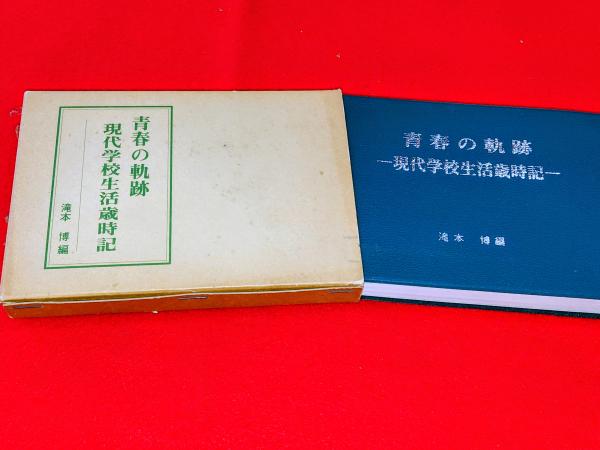 青春の軌跡
現代学校生活歳時記
滝本 博編
青春の軌跡
―現代学校生活歳時記―
滝本 博編